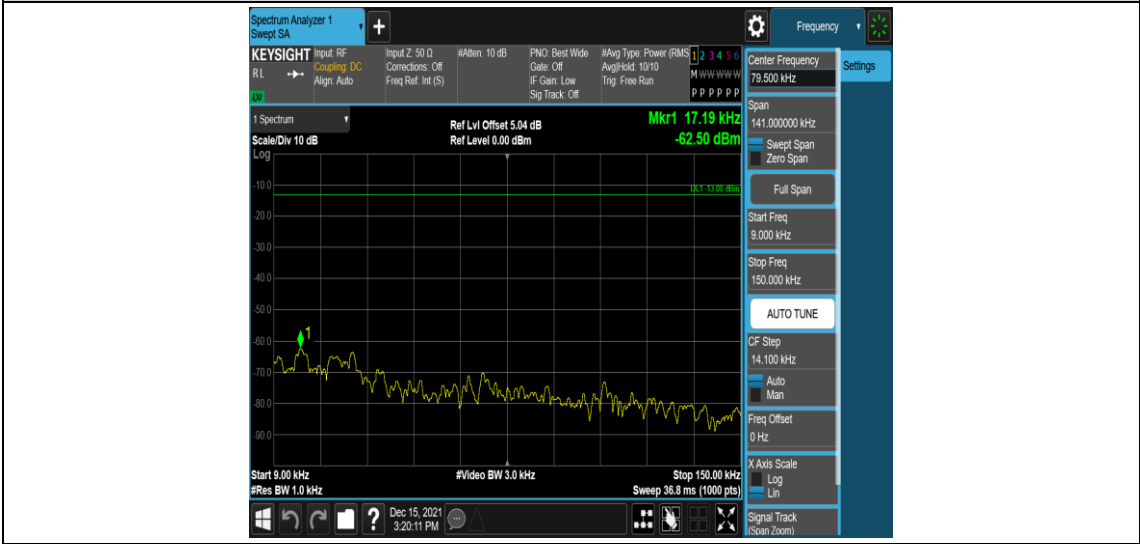 Spectrum Analyzer 1
Swept SA
+
Frequency
KEYSIGHT
RL
LW
Input: RF
Coupling: DC
Align: Auto
Input Z: 50 Ω
Corrections: Off
Freq Ref: Int (S)
#Atten: 10 dB
PNO: Best Wide
Gate: Off
IF Gain: Low
Sig Track: Off
#Avg Type: Power (RMS
Avg|Hold: 10/10
Trig: Free Run
1 2 3 4 5 6
M W W W W W
P P P P P P
Settings
1 Spectrum
Scale/Div 10 dB
Log
Ref Lvl Offset 5.04 dB
Ref Level 0.00 dBm
Mkr1 17.19 kHz
-62.50 dBm
-10.0
DL1 -13.00 dBm
-20.0
-30.0
-40.0
-50.0
-60.0
1
-70.0
-80.0
-90.0
Start 9.00 kHz
#Res BW 1.0 kHz
#Video BW 3.0 kHz
Stop 150.00 kHz
Sweep 36.8 ms (1000 pts)
Center Frequency
79.500 kHz
Span
141.000000 kHz
Swept Span
Zero Span
Full Span
Start Freq
9.000 kHz
Stop Freq
150.000 kHz
AUTO TUNE
CF Step
14.100 kHz
Auto
Man
Freq Offset
0 Hz
X Axis Scale
Log
Lin
Signal Track
(Span Zoom)
?
Dec 15, 2021
3:20:11 PM